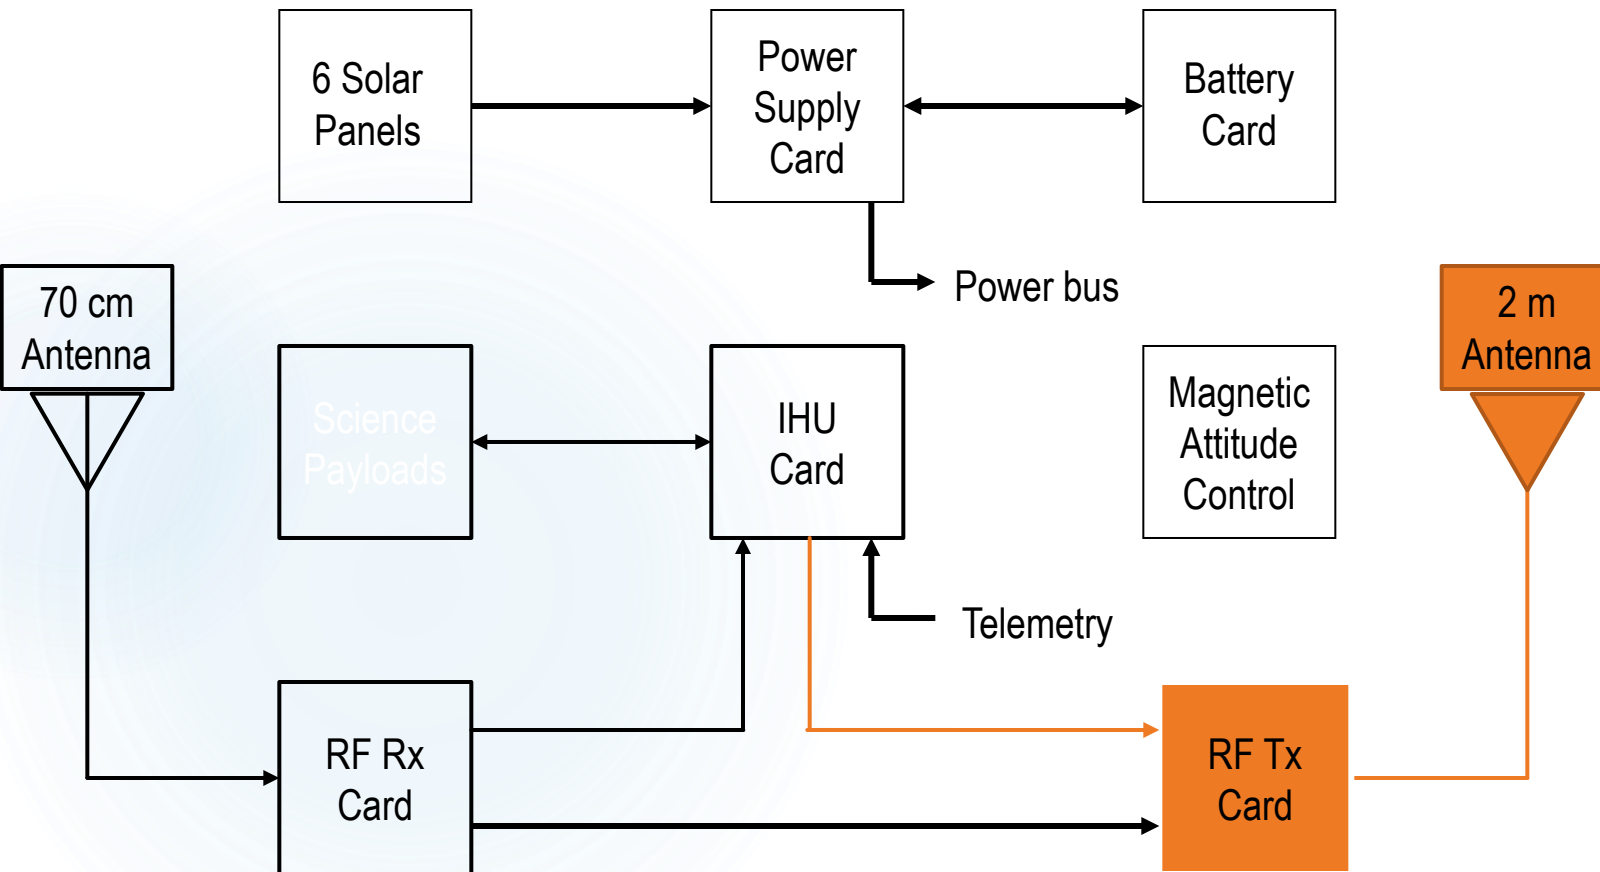 6 Solar
Panels
Power
Supply
Card
Battery
Card
Power bus
70 cm
Antenna
2 m
Antenna
Science
Payloads
IHU
Card
Magnetic
Attitude
Control
Telemetry
RF Rx
Card
RF Tx
Card